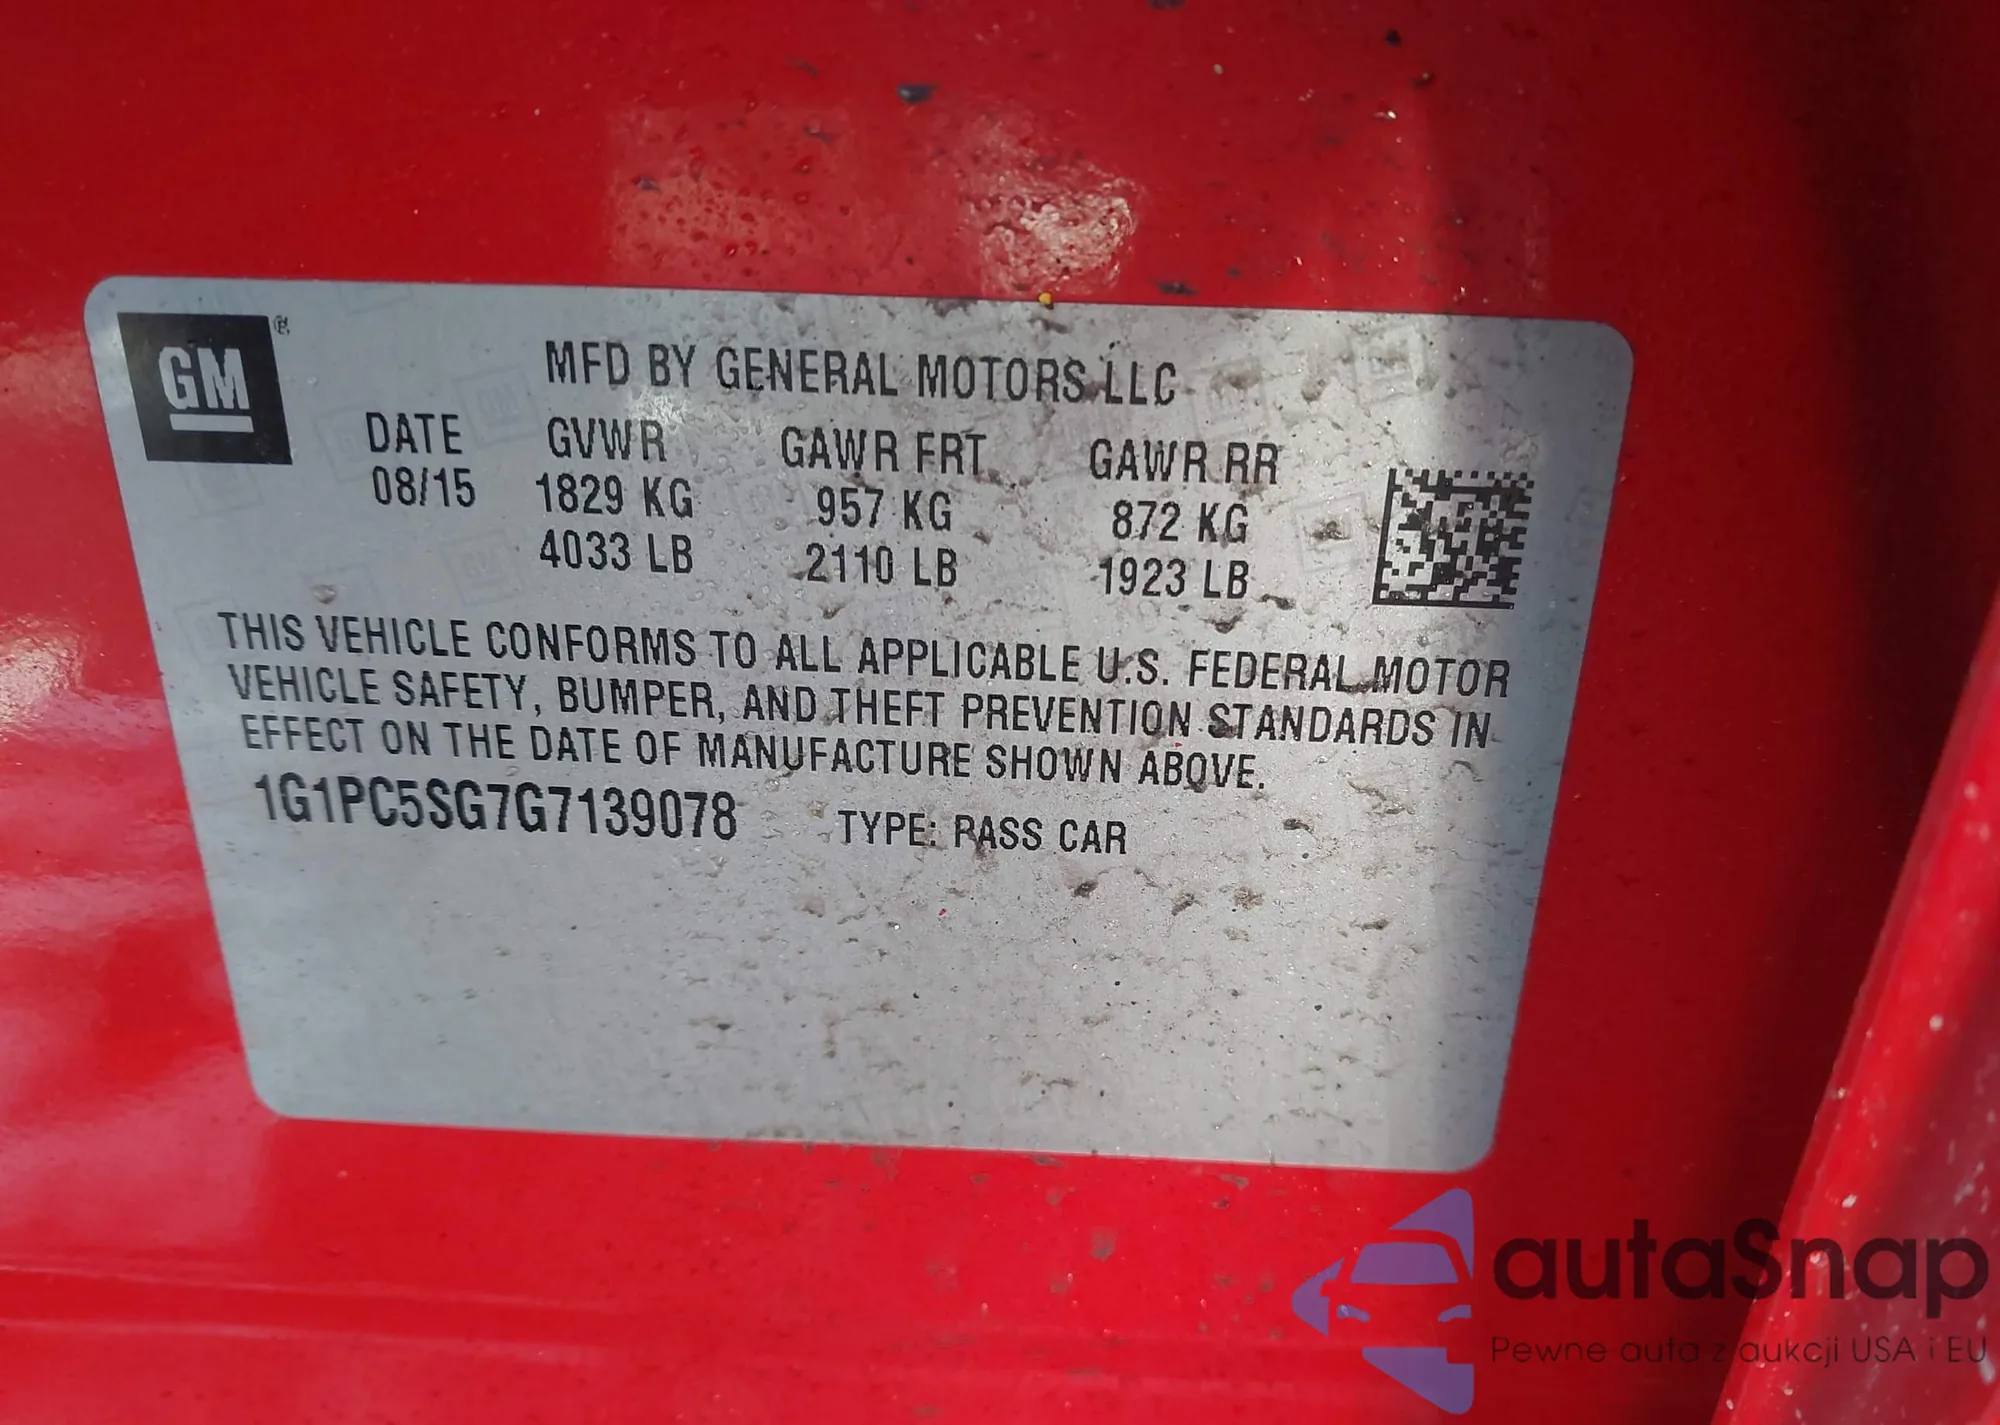 GM
MFD BY GENERAL MOTORS LLC
DATE GVWR GAWR FRT GAWR RR
08/15 1829 KG 957 KG 872 KG
4033 LB 2110 LB 1923 LB
THIS VEHICLE CONFORMS TO ALL APPLICABLE U.S. FEDERAL MOTOR
VEHICLE SAFETY, BUMPER, AND THEFT PREVENTION STANDARDS IN
EFFECT ON THE DATE OF MANUFACTURE SHOWN ABOVE.
1G1PC5SG7G7139078 TYPE: PASS CAR
autaSnap
Pewne auta z aukcji USA i EU